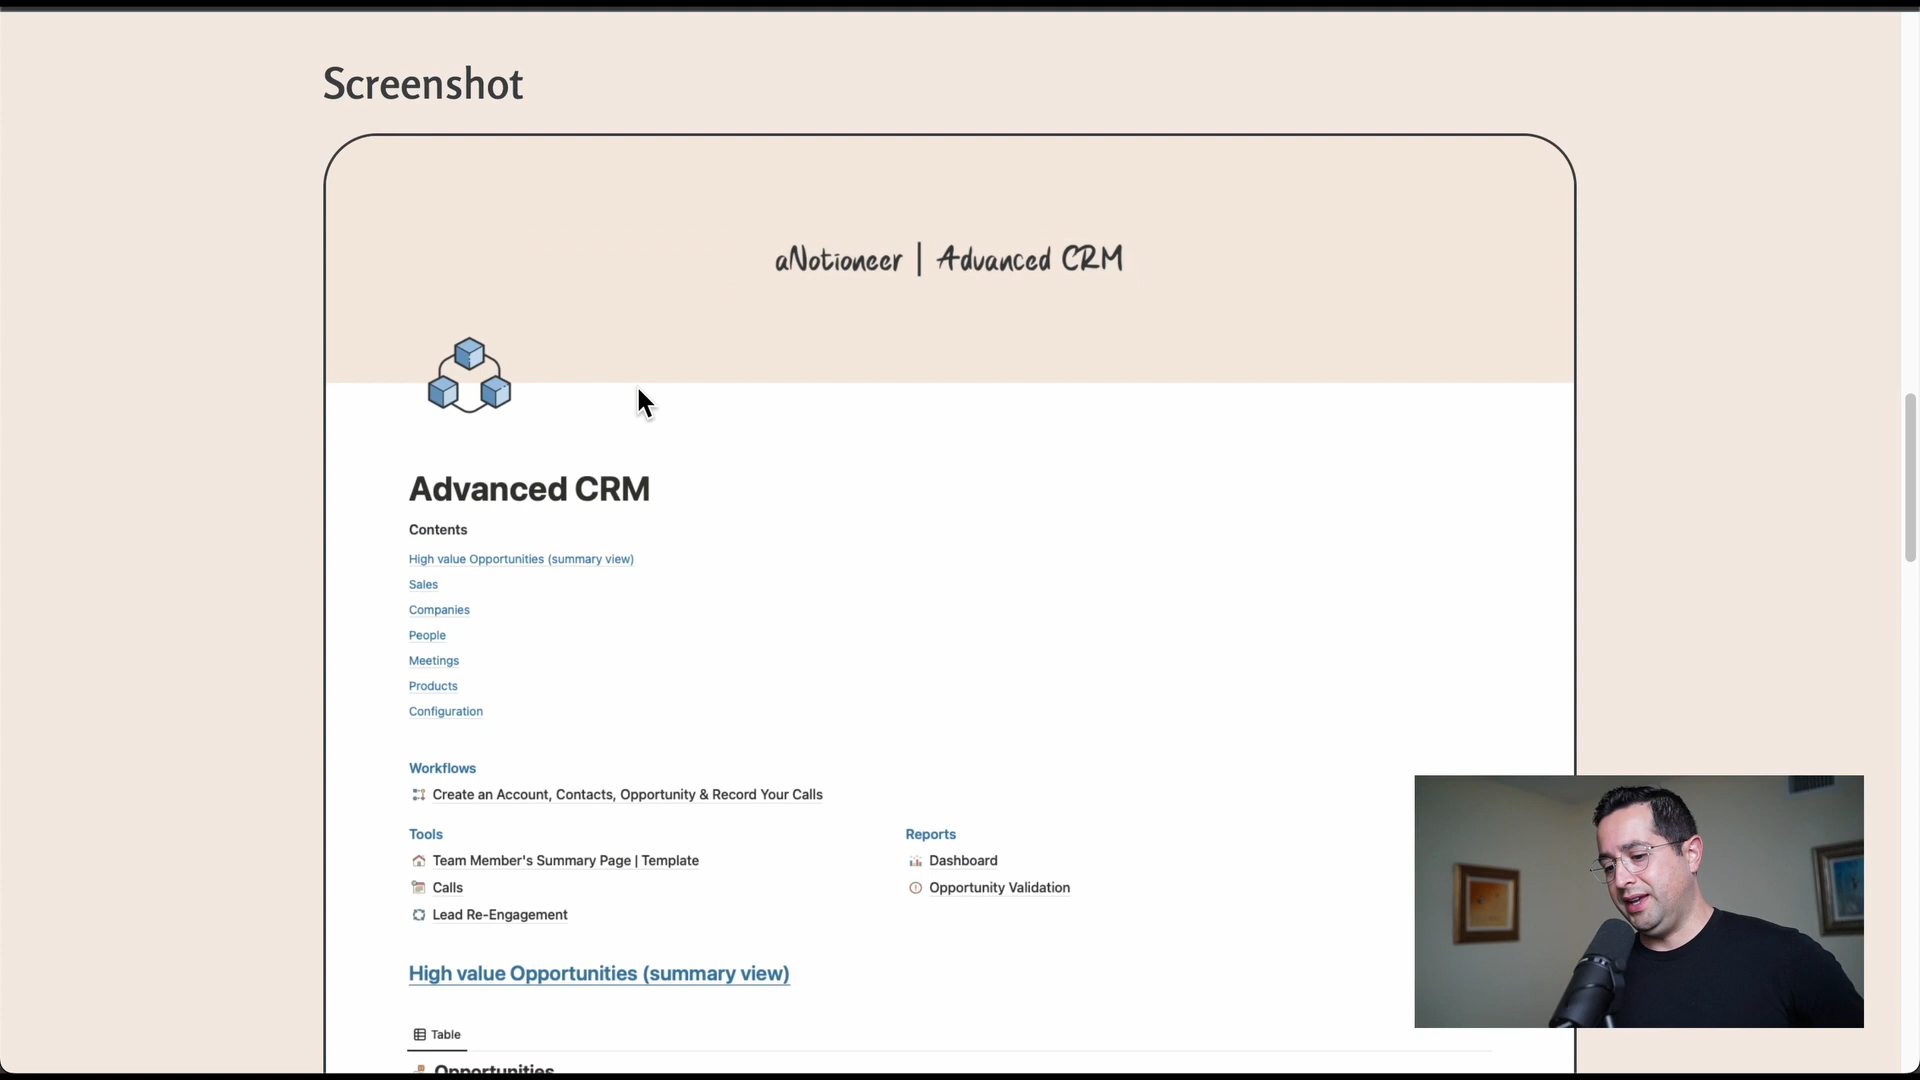 Screenshot
aNotioneer | Advanced CRM
Advanced CRM
Contents
High value Opportunities (summary view)
Sales
Companies
People
Meetings
Products
Configuration
Workflows
Create an Account, Contacts, Opportunity & Record Your Calls
Tools
Team Member's Summary Page | Template
Calls
Lead Re-Engagement
Reports
Dashboard
Opportunity Validation
High value Opportunities (summary view)
Table
Opportunities